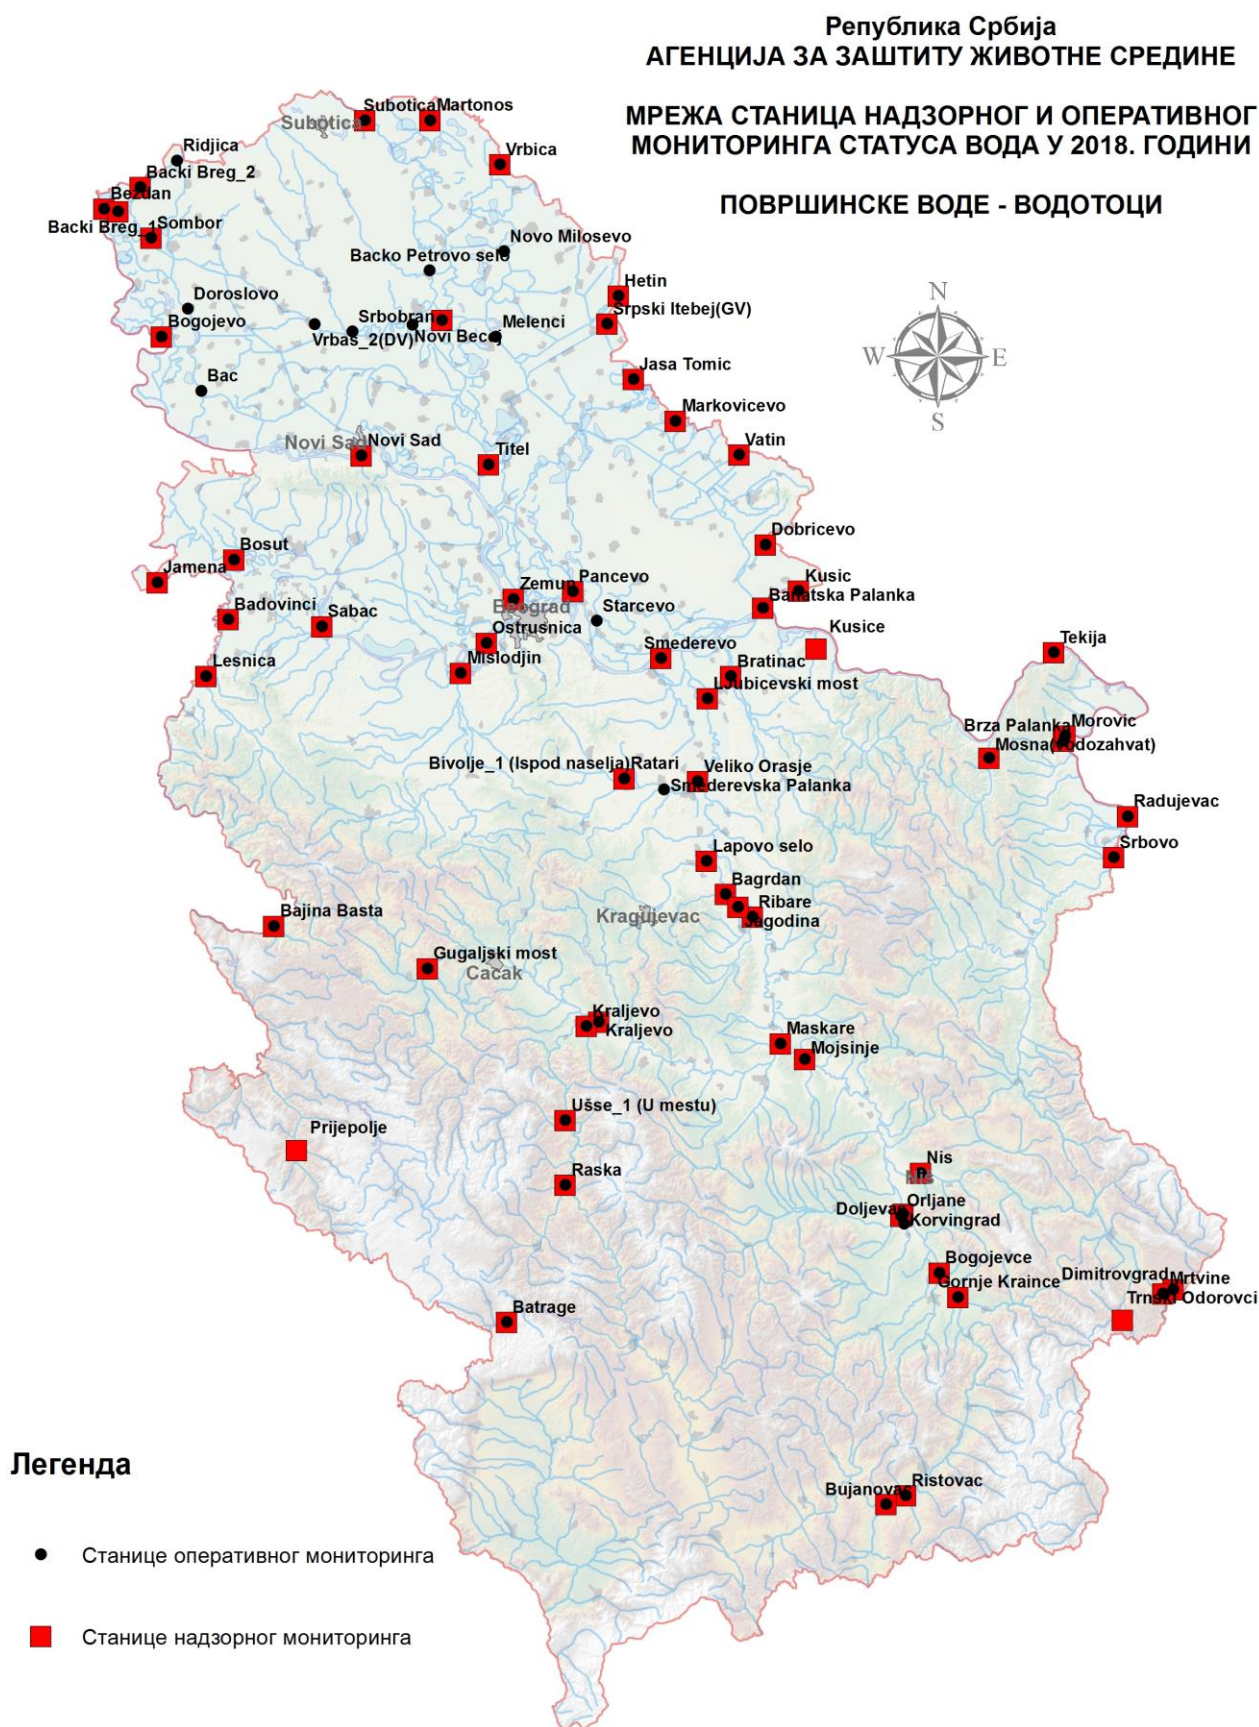 Република Србија
АГЕНЦИЈА ЗА ЗАШТИТУ ЖИВОТНЕ СРЕДИНЕ
МРЕЖА СТАНИЦА НАДЗОРНОГ И ОПЕРАТИВНОГ
МОНИТОРИНГА СТАТУСА ВОДА У 2018. ГОДИНИ
ПОВРШИНСКЕ ВОДЕ - ВОДОТОЦИ
Subotica
Martonos
Subotica
Ridjica
Vrbica
Backi Breg_2
Bezdan
Backi Breg_1
Sombor
Novo Milosevo
Backo Petrovo selo
Hetin
Doroslovo
Srbobran
Srpski Itebej(GV)
Bogojevo
Vrbas_2(DV)
Novi Becej
Melenci
N
W
E
S
Jasa Tomic
Bac
Markovicevo
Novi Sad
Novi Sad
Titel
Vatin
Dobricevo
Bosut
Jamena
Zemun
Pancevo
Kusic
Banatska Palanka
Beograd
Badovinci
Sabac
Starcevo
Kusice
Ostrusnica
Smederevo
Tekija
Mislodjin
Lesnica
Bratinac
LJubicevski most
Brza Palanka
Morovic
Mosna(vodozahvat)
Bivolje_1 (Ispod naselja)
Ratari
Veliko Orasje
Smederevska Palanka
Radujevac
Srbovo
Lapovo selo
Bagrdan
Ribare
Jagodina
Kragujevac
Bajina Basta
Gugaljski most
Cacak
Kraljevo
Kraljevo
Maskare
Mojsinje
Ušse_1 (U mestu)
Prijepolje
Raska
Nis
Nis
Orljane
Doljevac
Korvingrad
Bogojevce
Gornje Kraince
Dimitrovgrad
Mrtvine
Trnski Odorovci
Batrage
Легенда
Ristovac
Bujanovac
Станице оперативног мониторинга
Станице надзорног мониторинга